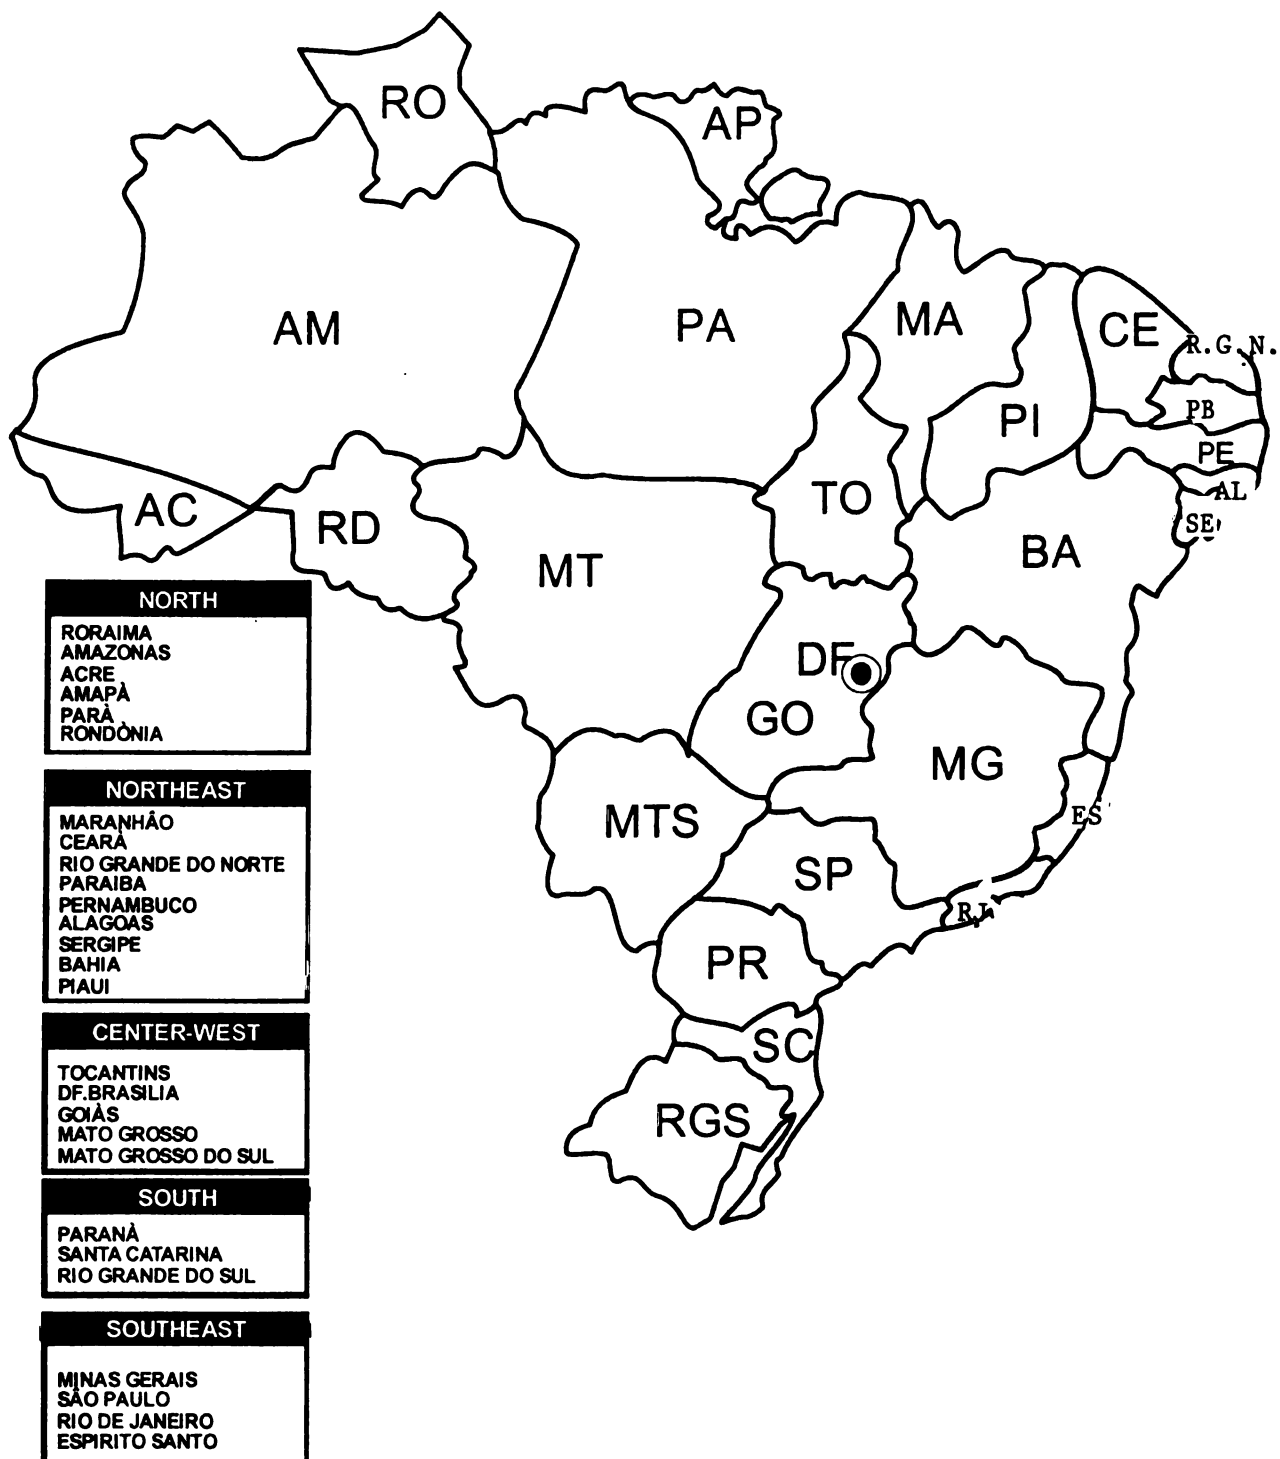 RO
AP
AM
PA
MA
CE
R.G.N.
PI
PB
PE
AL
SE
TO
AC
RD
MT
BA
DF
GO
MG
MTS
ES
SP
RJ
PR
SC
RGS
NORTH
RORAIMA
AMAZONAS
ACRE
AMAPÀ
PARÀ
RONDÒNIA
NORTHEAST
MARANHÂO
CEARÀ
RIO GRANDE DO NORTE
PARAIBA
PERNAMBUCO
ALAGOAS
SERGIPE
BAHIA
PIAUI
CENTER-WEST
TOCANTINS
DF.BRASILIA
GOIÀS
MATO GROSSO
MATO GROSSO DO SUL
SOUTH
PARANÀ
SANTA CATARINA
RIO GRANDE DO SUL
SOUTHEAST
MINAS GERAIS
SÂO PAULO
RIO DE JANEIRO
ESPIRITO SANTO